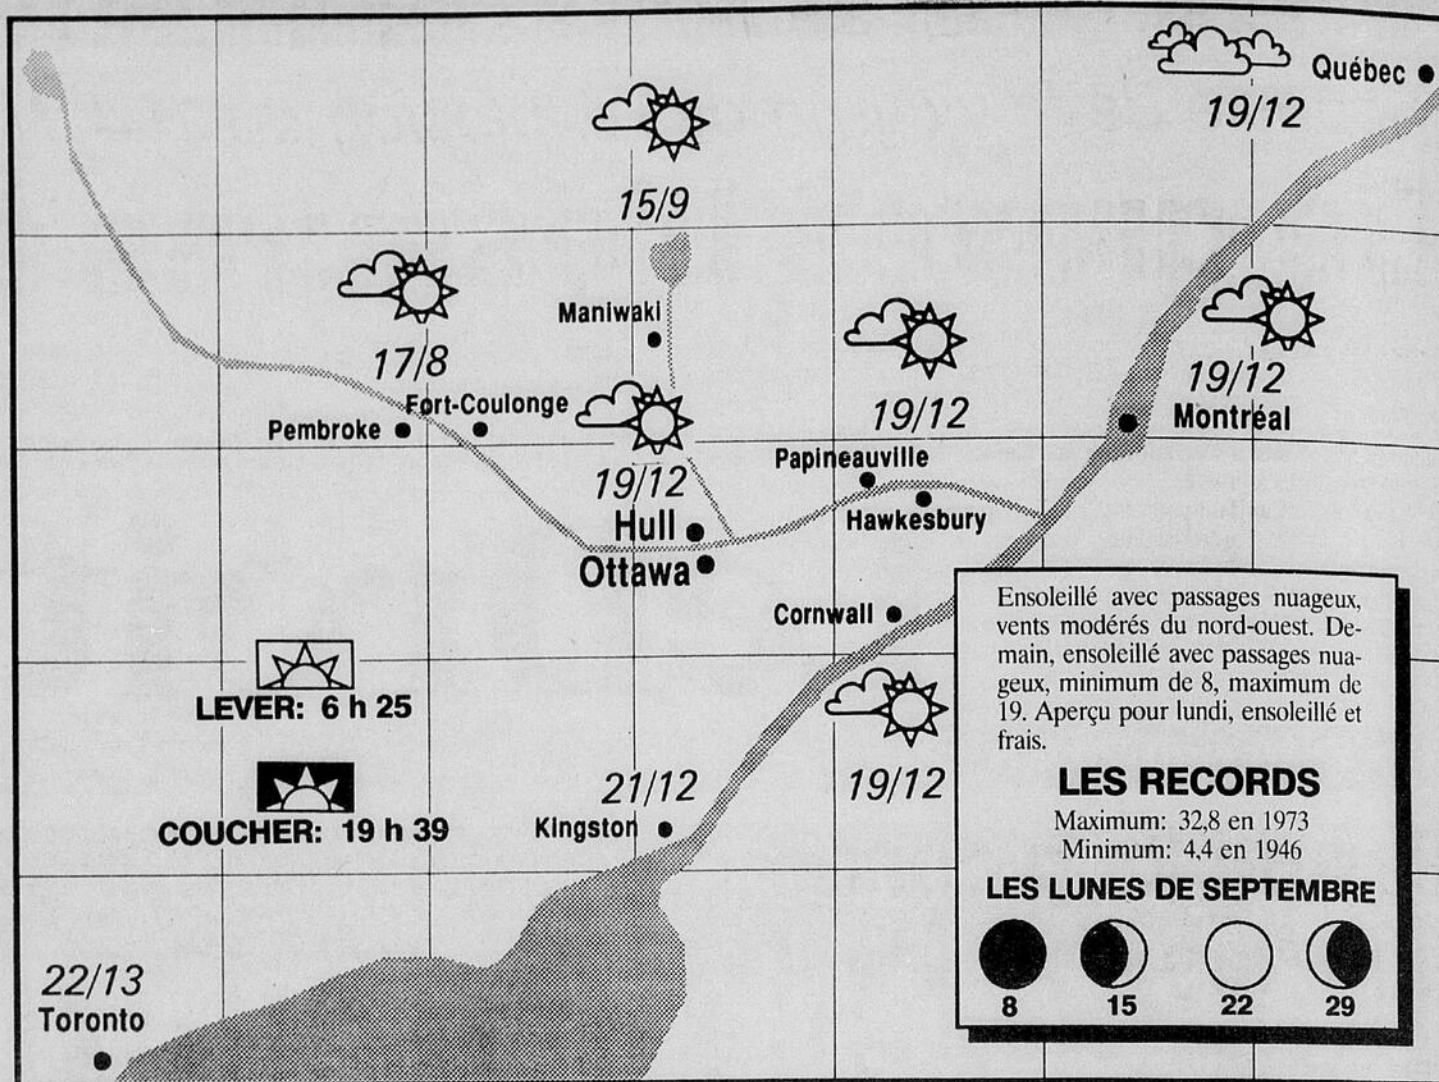 Québec
19/12
15/9
Maniwaki
17/8
19/12
19/12
Fort-Coulonge
Pembroke
Montréal
19/12
Papineauville
Hull
Hawkesbury
Ottawa
Cornwall
LEVER: 6 h 25
COUCHER: 19 h 39
21/12
19/12
Kingston
22/13
Toronto
Ensoleillé avec passages nuageux,
vents modérés du nord-ouest. De-
main, ensoleillé avec passages nua-
geux, minimum de 8, maximum de
19. Aperçu pour lundi, ensoleillé et
frais.
LES RECORDS
Maximum: 32,8 en 1973
Minimum: 4,4 en 1946
LES LUNES DE SEPTEMBRE
8 15 22 29